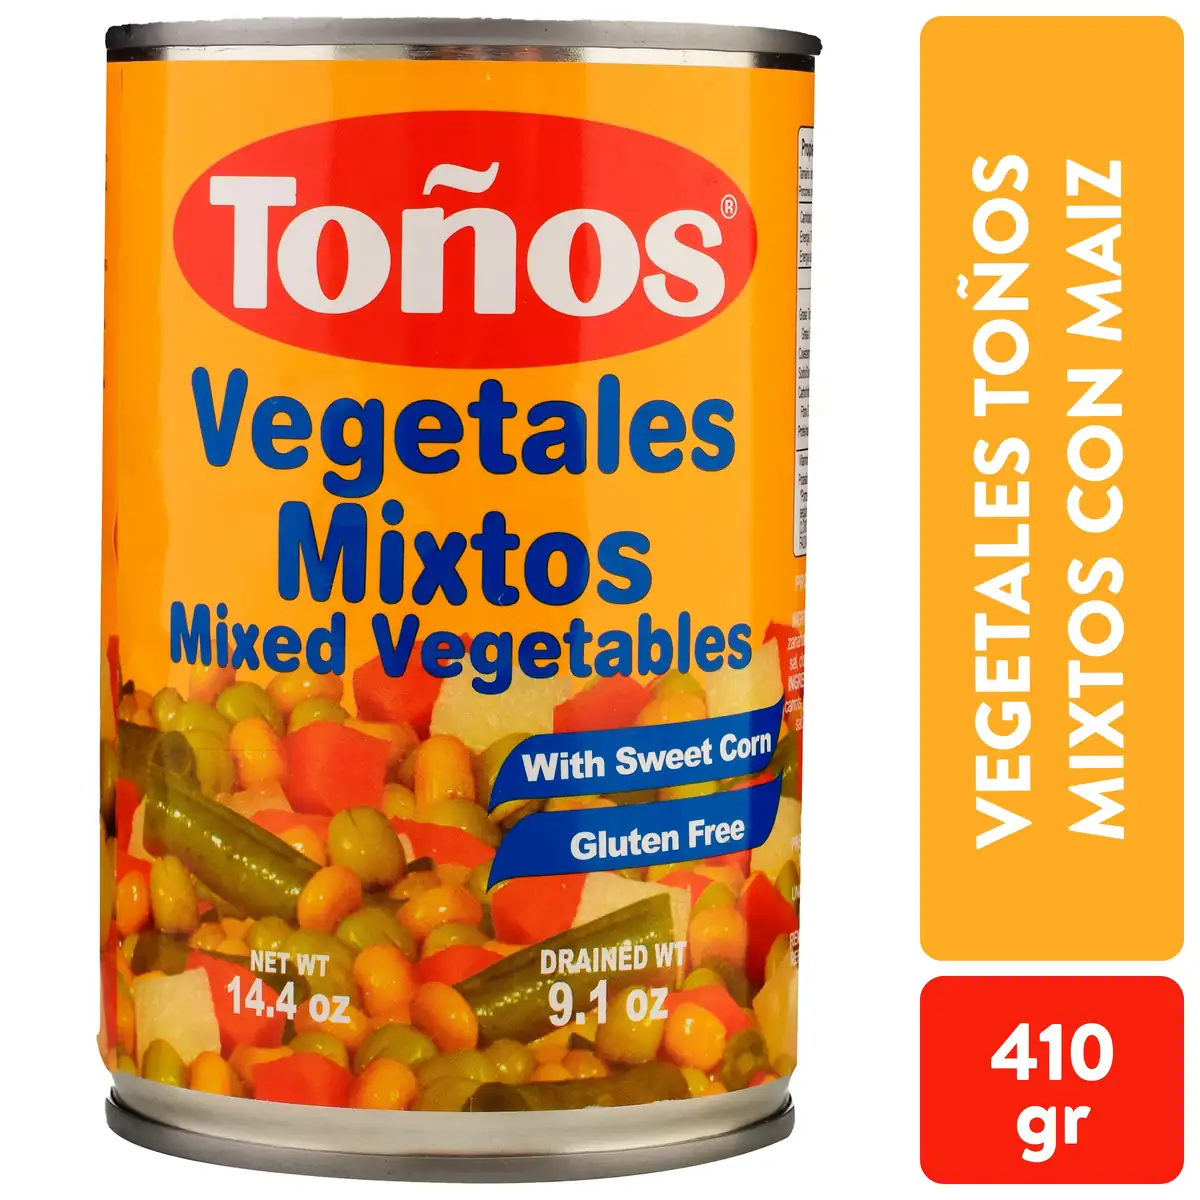 Toños®
Vegetales
Mixtos
Mixed Vegetables
With Sweet Corn
Gluten Free
NET WT
14.4 oz
DRAINED WT
9.1 oz
VEGETALES TOÑOS
MIXTOS CON MAIZ
410
gr